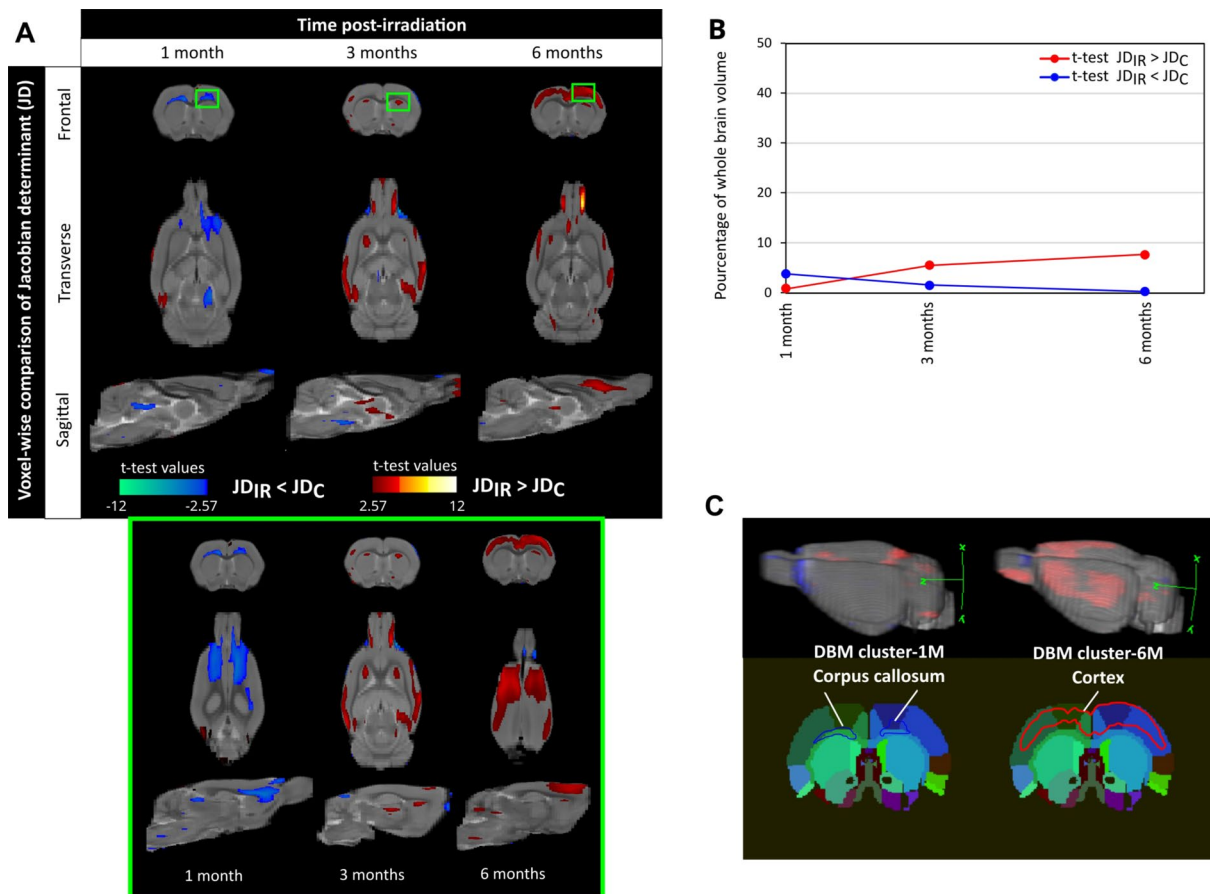 A
Time post-irradiation
1 month 3 months 6 months
Voxel-wise comparison of Jacobian determinant (JD)
Frontal
Transverse
Sagittal
t-test values
-12 -2.57
JDIR < JDC
t-test values
2.57 12
JDIR > JDC
1 month 3 months 6 months
B
Pourcentage of whole brain volume
50
40
30
20
10
0
t-test JDIR > JDC
t-test JDIR < JDC
1 month
3 months
6 months
C
DBM cluster-1M
Corpus callosum
DBM cluster-6M
Cortex